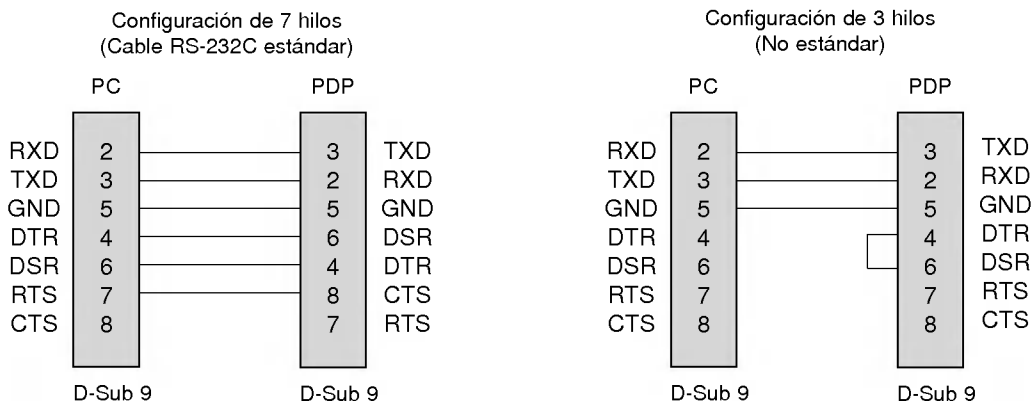 Configuración de 7 hilos
(Cable RS-232C estándar)
PC PDP
RXD 2 3 TXD
TXD 3 2 RXD
GND 5 5 GND
DTR 4 6 DSR
DSR 6 4 DTR
RTS 7 8 CTS
CTS 8 7 RTS
D-Sub 9 D-Sub 9
Configuración de 3 hilos
(No estándar)
PC PDP
RXD 2 3 TXD
TXD 3 2 RXD
GND 5 5 GND
DTR 4 4 DTR
DSR 6 6 DSR
RTS 7 7 RTS
CTS 8 8 CTS
D-Sub 9 D-Sub 9